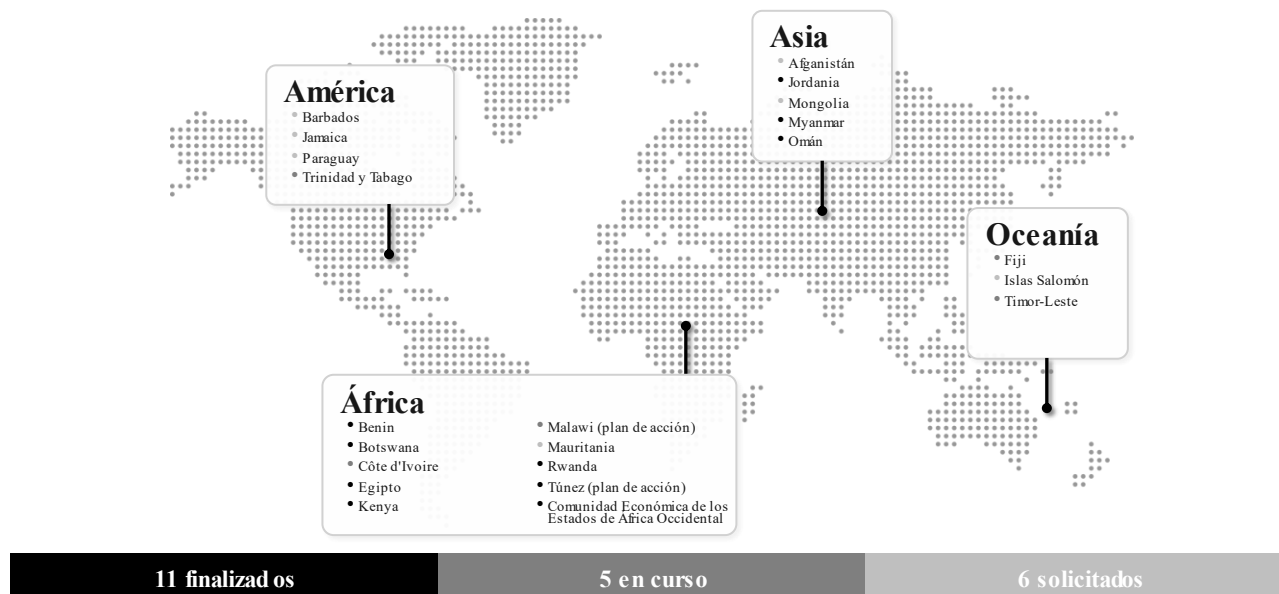 América
Barbados
Jamaica
Paraguay
Trinidad y Tabago
Asia
Afganistán
Jordania
Mongolia
Myanmar
Omán
Oceanía
Fiji
Islas Salomón
Timor-Leste
África
Benin
Botswana
Côte d'Ivoire
Egipto
Kenya
Malawi (plan de acción)
Mauritania
Rwanda
Túnez (plan de acción)
Comunidad Económica de los
Estados de África Occidental
11 finalizados
5 en curso
6 solicitados